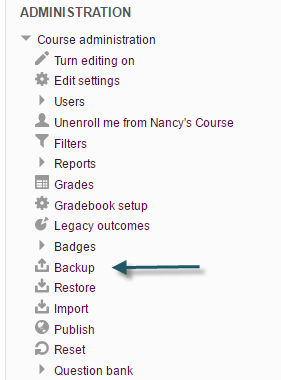 ADMINISTRATION
Course administration
Turn editing on
Edit settings
Users
Unenroll me from Nancy's Course
Filters
Reports
Grades
Gradebook setup
Legacy outcomes
Badges
Backup
Restore
Import
Publish
Reset
Question bank